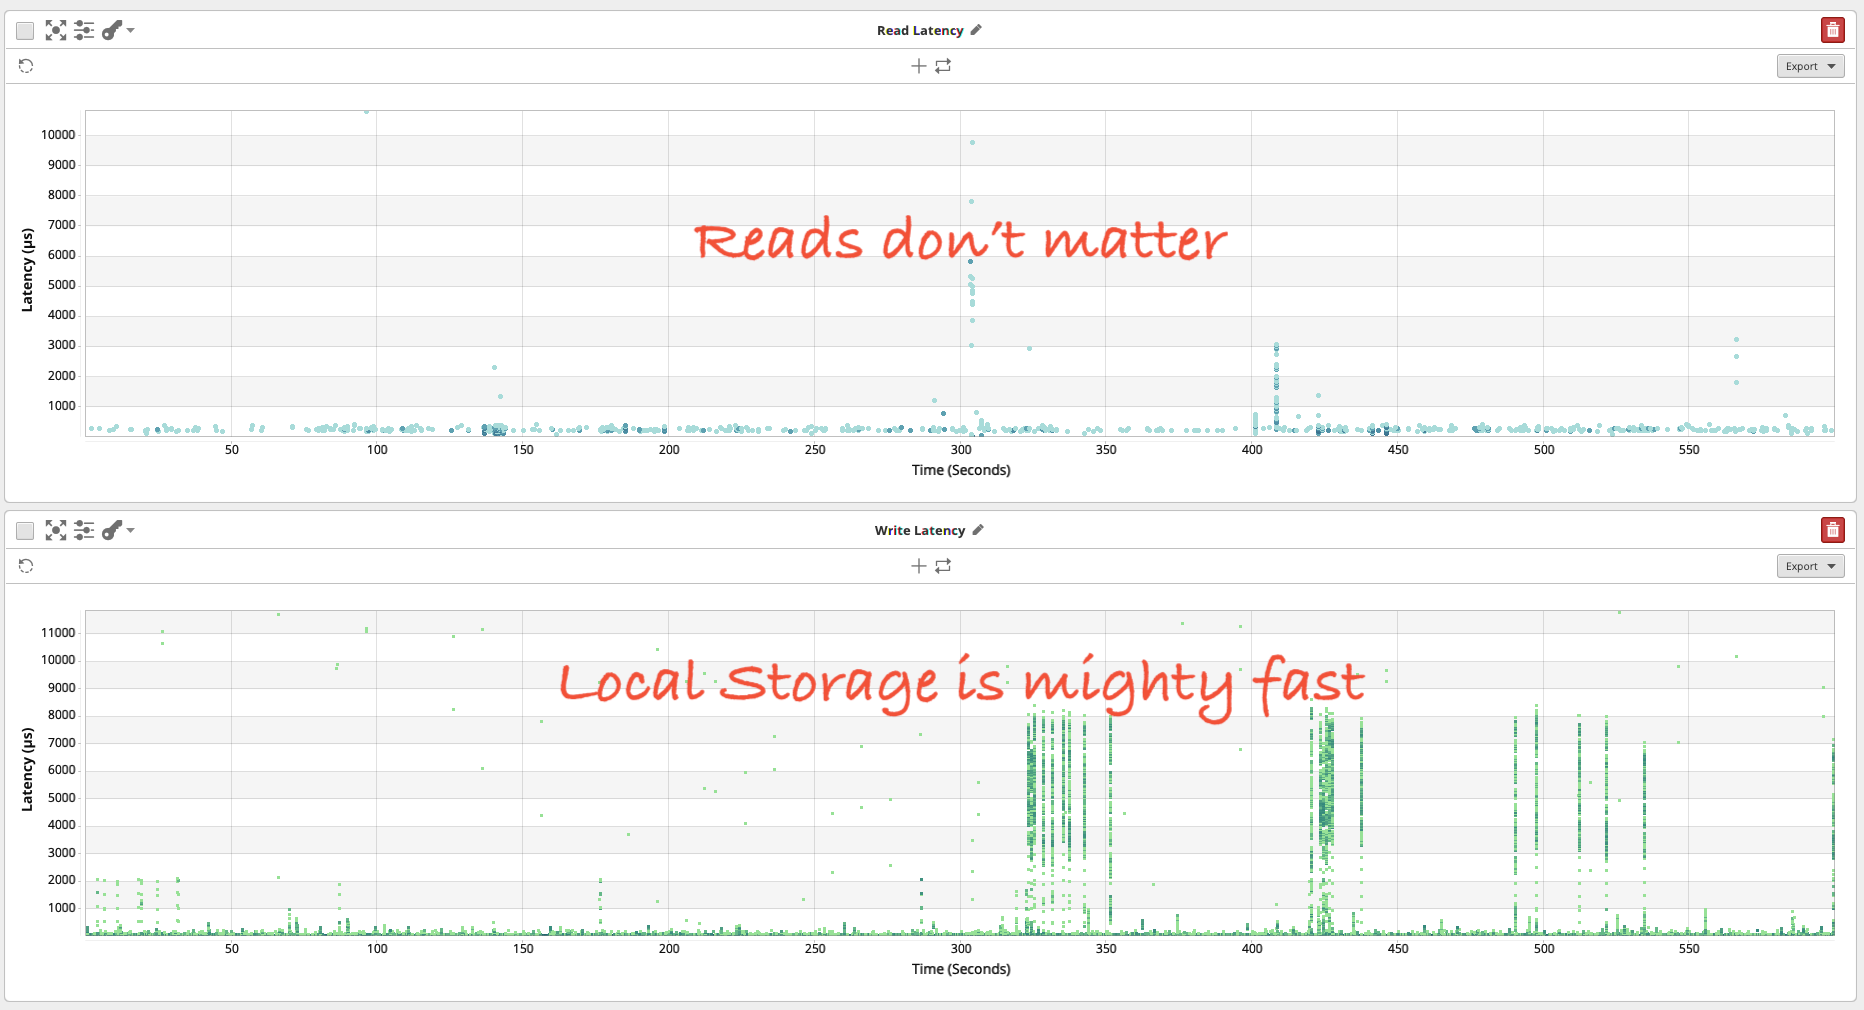 Read Latency
Export
10000
9000
8000
7000
6000
5000
4000
3000
2000
1000
Latency (µs)
Reads don't matter
50 100 150 200 250 300 350 400 450 500 550
Time (Seconds)
Write Latency
Export
11000
10000
9000
8000
7000
6000
5000
4000
3000
2000
1000
Latency (µs)
Local Storage is mighty fast
50 100 150 200 250 300 350 400 450 500 550
Time (Seconds)